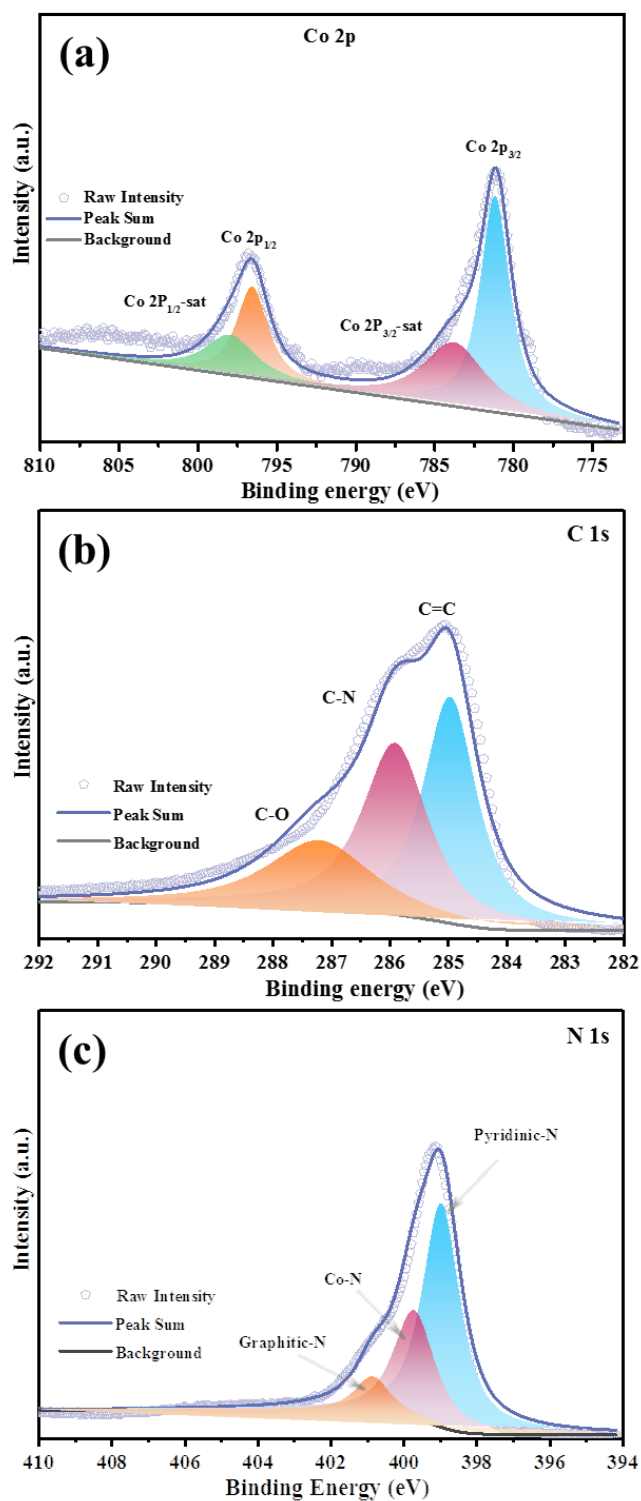 (a)
Co 2p
Co 2p3/2
Raw Intensity
Peak Sum
Background
Co 2p1/2
Co 2P1/2-sat
Co 2P3/2-sat
Intensity (a.u.)
810 805 800 795 790 785 780 775
Binding energy (eV)
(b)
C 1s
C=C
C-N
C-O
Raw Intensity
Peak Sum
Background
Intensity (a.u.)
292 291 290 289 288 287 286 285 284 283 282
Binding energy (eV)
(c)
N 1s
Pyridinic-N
Co-N
Graphitic-N
Raw Intensity
Peak Sum
Background
Intensity (a.u.)
410 408 406 404 402 400 398 396 394
Binding Energy (eV)